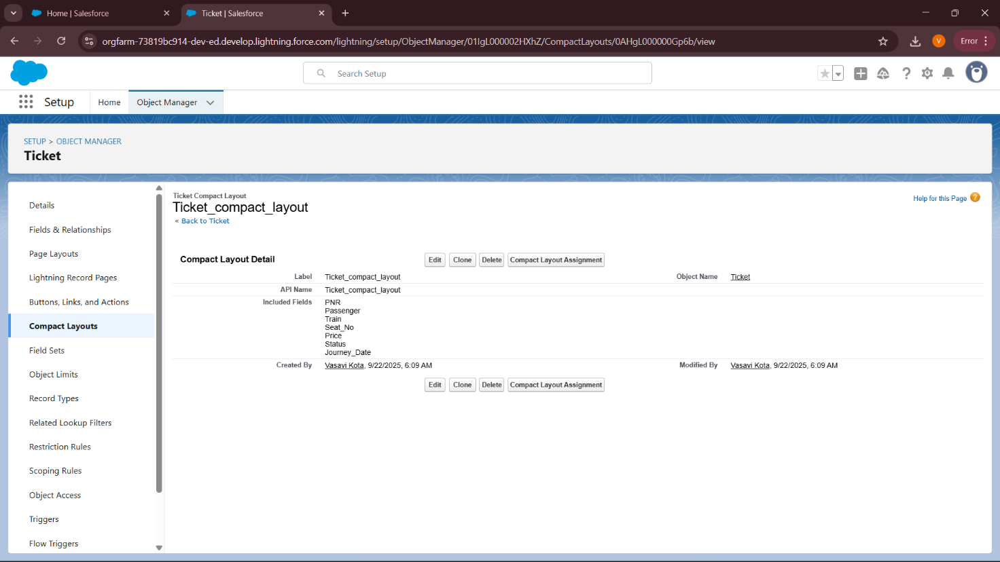 Home | Salesforce
Ticket | Salesforce
orgfarm-73819bc914-dev-ed.develop.lightning.force.com/lightning/setup/ObjectManager/01IgL000002HXhZ/CompactLayouts/0AHgL000000Gp6b/view
V
Error
Search Setup
Setup
Home
Object Manager
SETUP > OBJECT MANAGER
Ticket
Details
Fields & Relationships
Page Layouts
Lightning Record Pages
Buttons, Links, and Actions
Compact Layouts
Field Sets
Object Limits
Record Types
Related Lookup Filters
Restriction Rules
Scoping Rules
Object Access
Triggers
Flow Triggers
Ticket Compact Layout
Ticket_compact_layout
« Back to Ticket
Help for this Page ?
Compact Layout Detail
Edit Clone Delete Compact Layout Assignment
Label Ticket_compact_layout Object Name Ticket
API Name Ticket_compact_layout
Included Fields PNR
Passenger
Train
Seat_No
Price
Status
Journey_Date
Created By Vasavi Kota, 9/22/2025, 6:09 AM Modified By Vasavi Kota, 9/22/2025, 6:09 AM
Edit Clone Delete Compact Layout Assignment